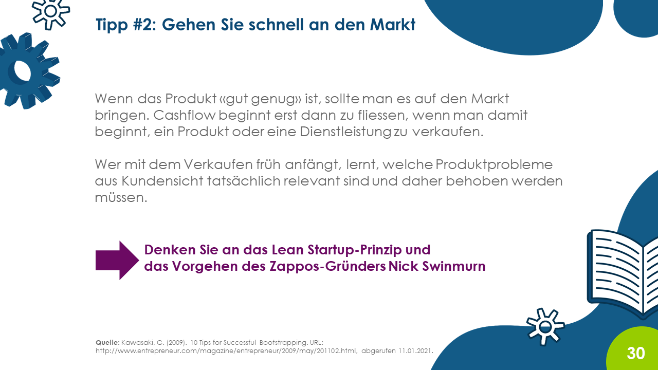 Tipp #2: Gehen Sie schnell an den Markt
Wenn das Produkt «gut genug» ist, sollte man es auf den Markt
bringen. Cashflow beginnt erst dann zu fliessen, wenn man damit
beginnt, ein Produkt oder eine Dienstleistung zu verkaufen.
Wer mit dem Verkaufen früh anfängt, lernt, welche Produktprobleme
aus Kundensicht tatsächlich relevant sind und daher behoben werden
müssen.
Denken Sie an das Lean Startup-Prinzip und
das Vorgehen des Zappos-Gründers Nick Swinmurn
Quelle: Kawasaki, G. (2009). 10 Tips for Successful Bootstrapping. URL:
http://www.entrepreneur.com/magazine/entrepreneur/2009/may/201102.html, abgerufen 11.01.2021.
30